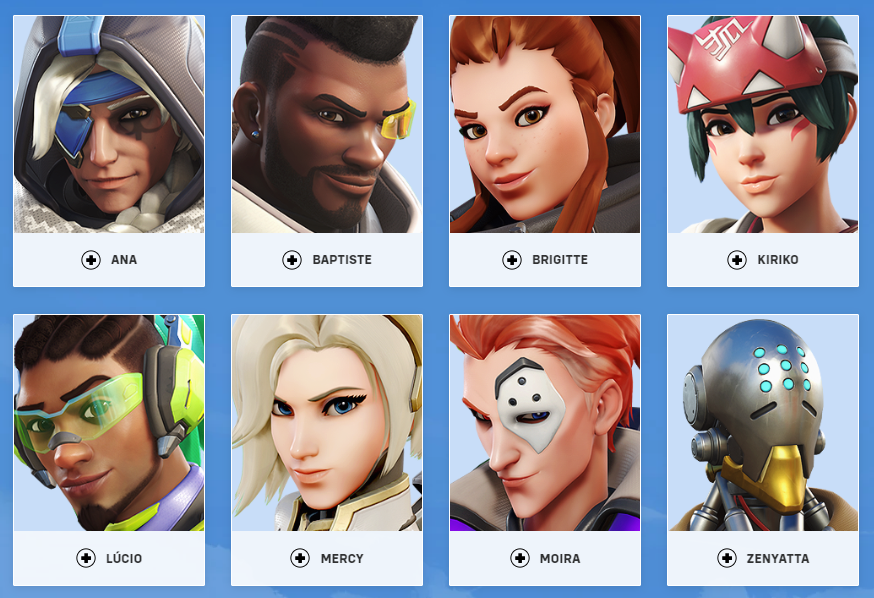 ANA
BAPTISTE
BRIGITTE
KIRIKO
LÚCIO
MERCY
MOIRA
ZENYATTA